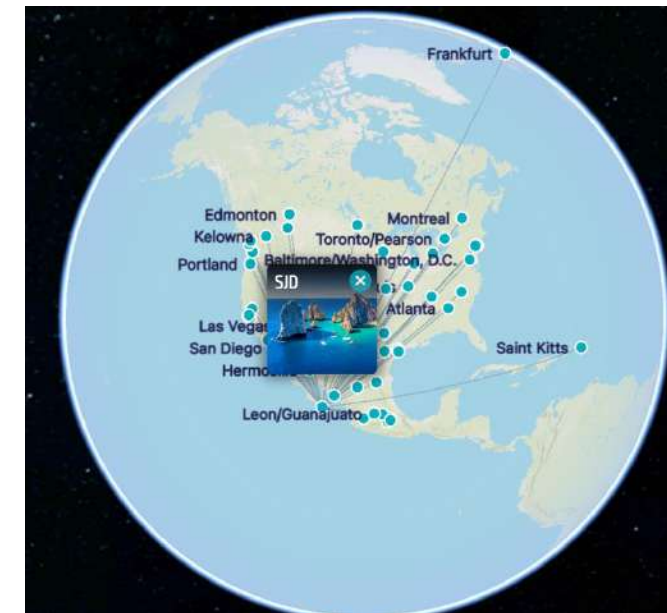 Frankfurt
Edmonton
Montreal
Kelowna
Toronto/Pearson
Portland
Baltimore/Washington, D.C.
SJD
Atlanta
Las Vegas
San Diego
Saint Kitts
Leon/Guanajuato